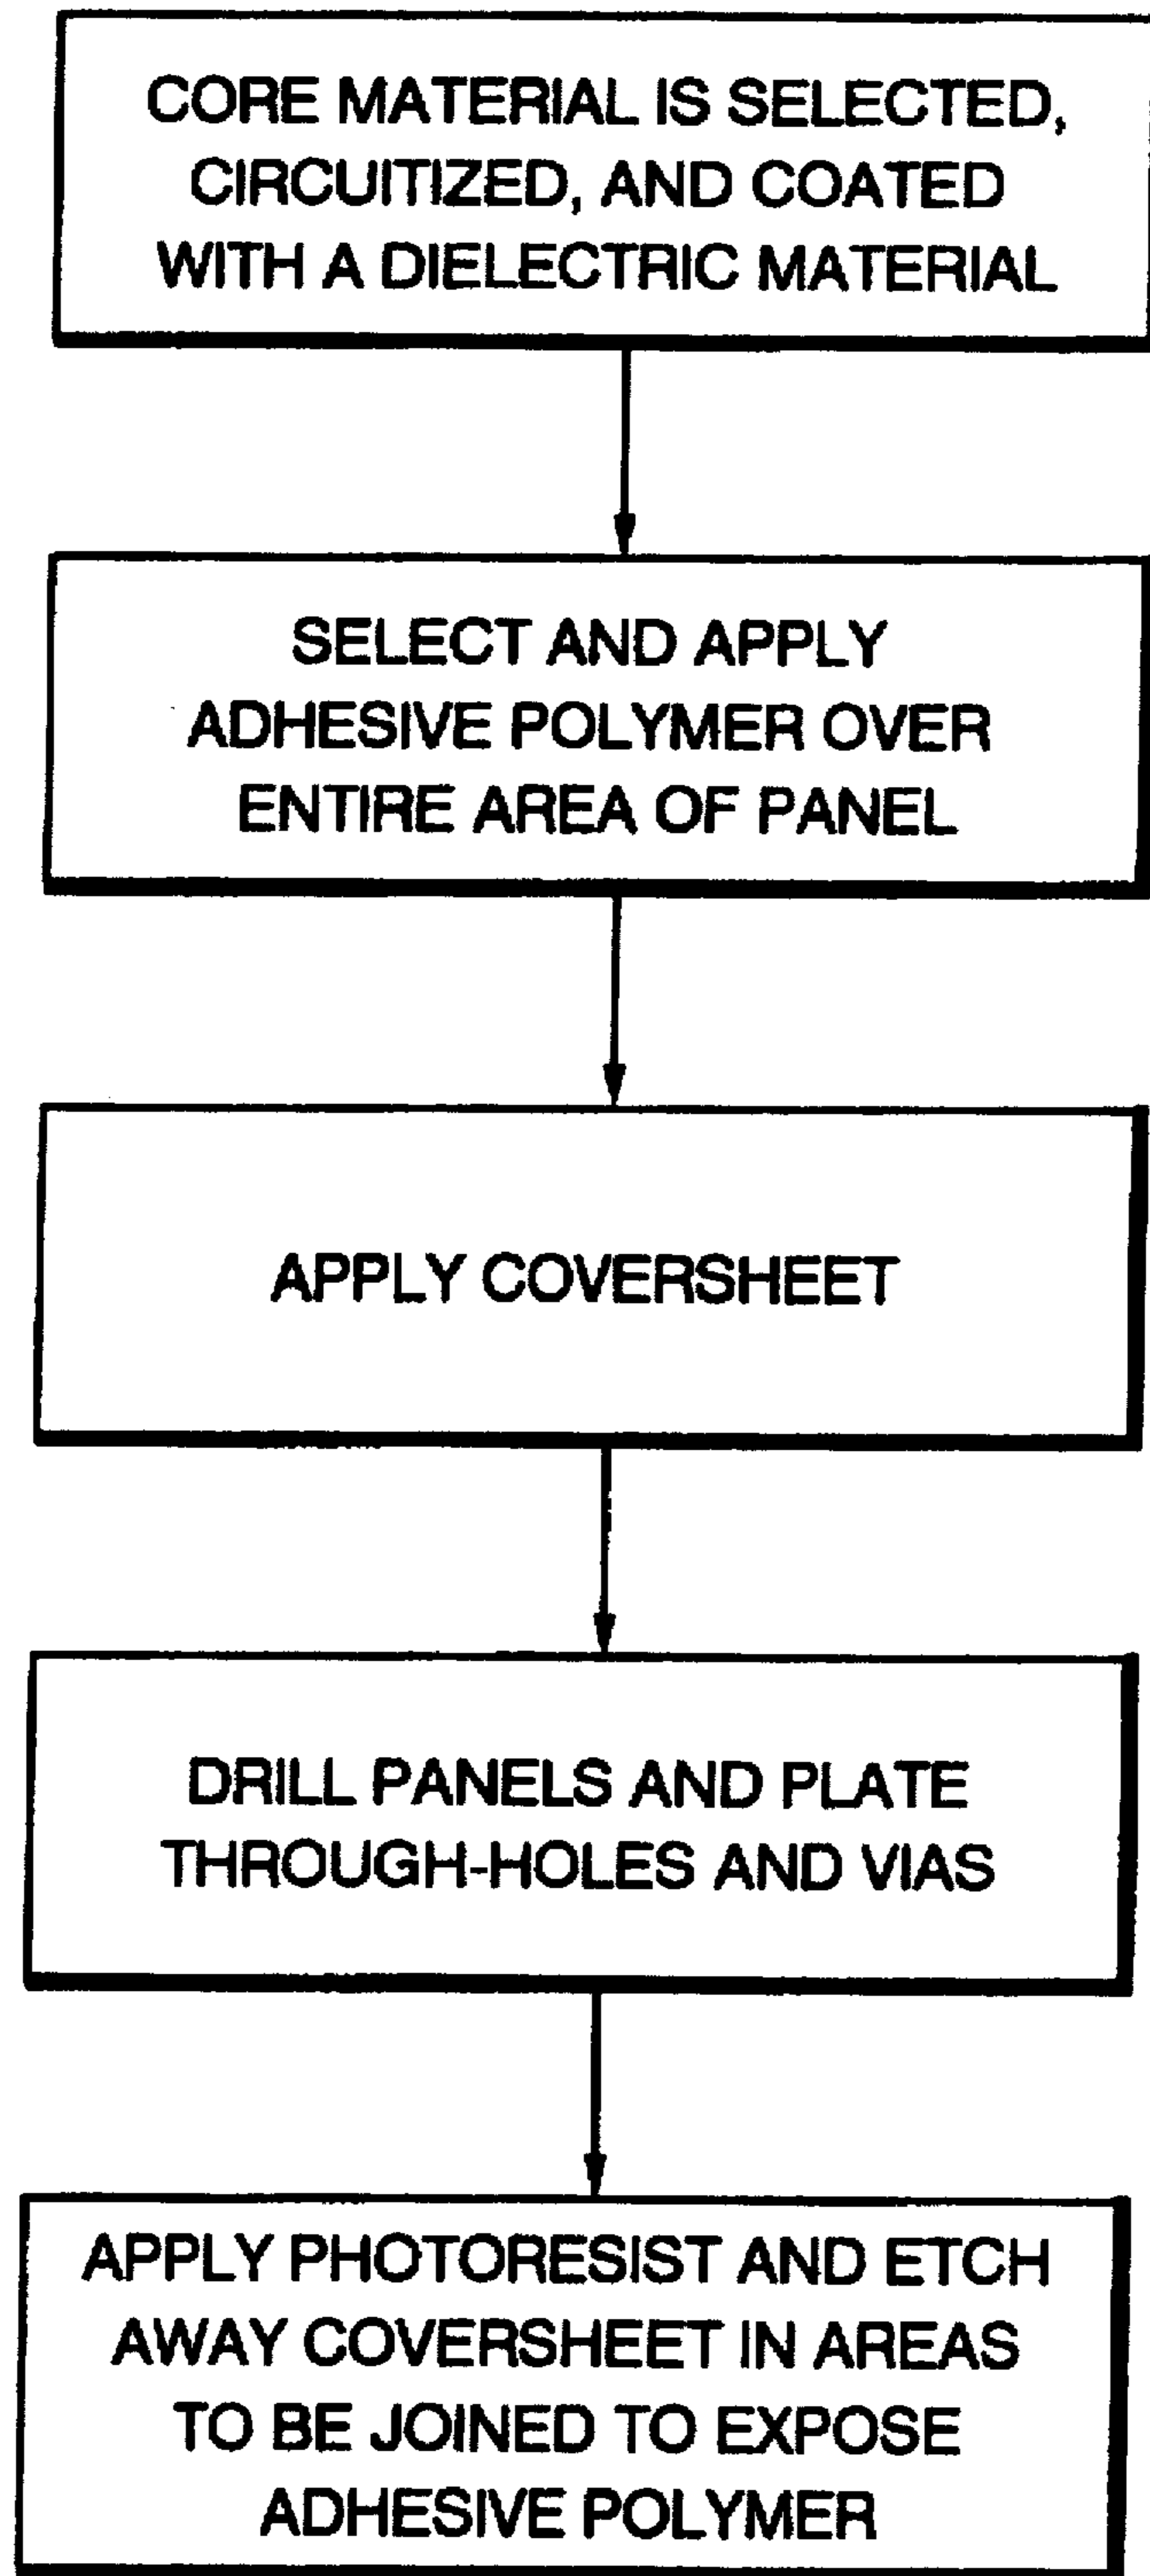 CORE MATERIAL IS SELECTED,
CIRCUITIZED, AND COATED
WITH A DIELECTRIC MATERIAL
SELECT AND APPLY
ADHESIVE POLYMER OVER
ENTIRE AREA OF PANEL
APPLY COVERSHEET
DRILL PANELS AND PLATE
THROUGH-HOLES AND VIAS
APPLY PHOTORESIST AND ETCH
AWAY COVERSHEET IN AREAS
TO BE JOINED TO EXPOSE
ADHESIVE POLYMER